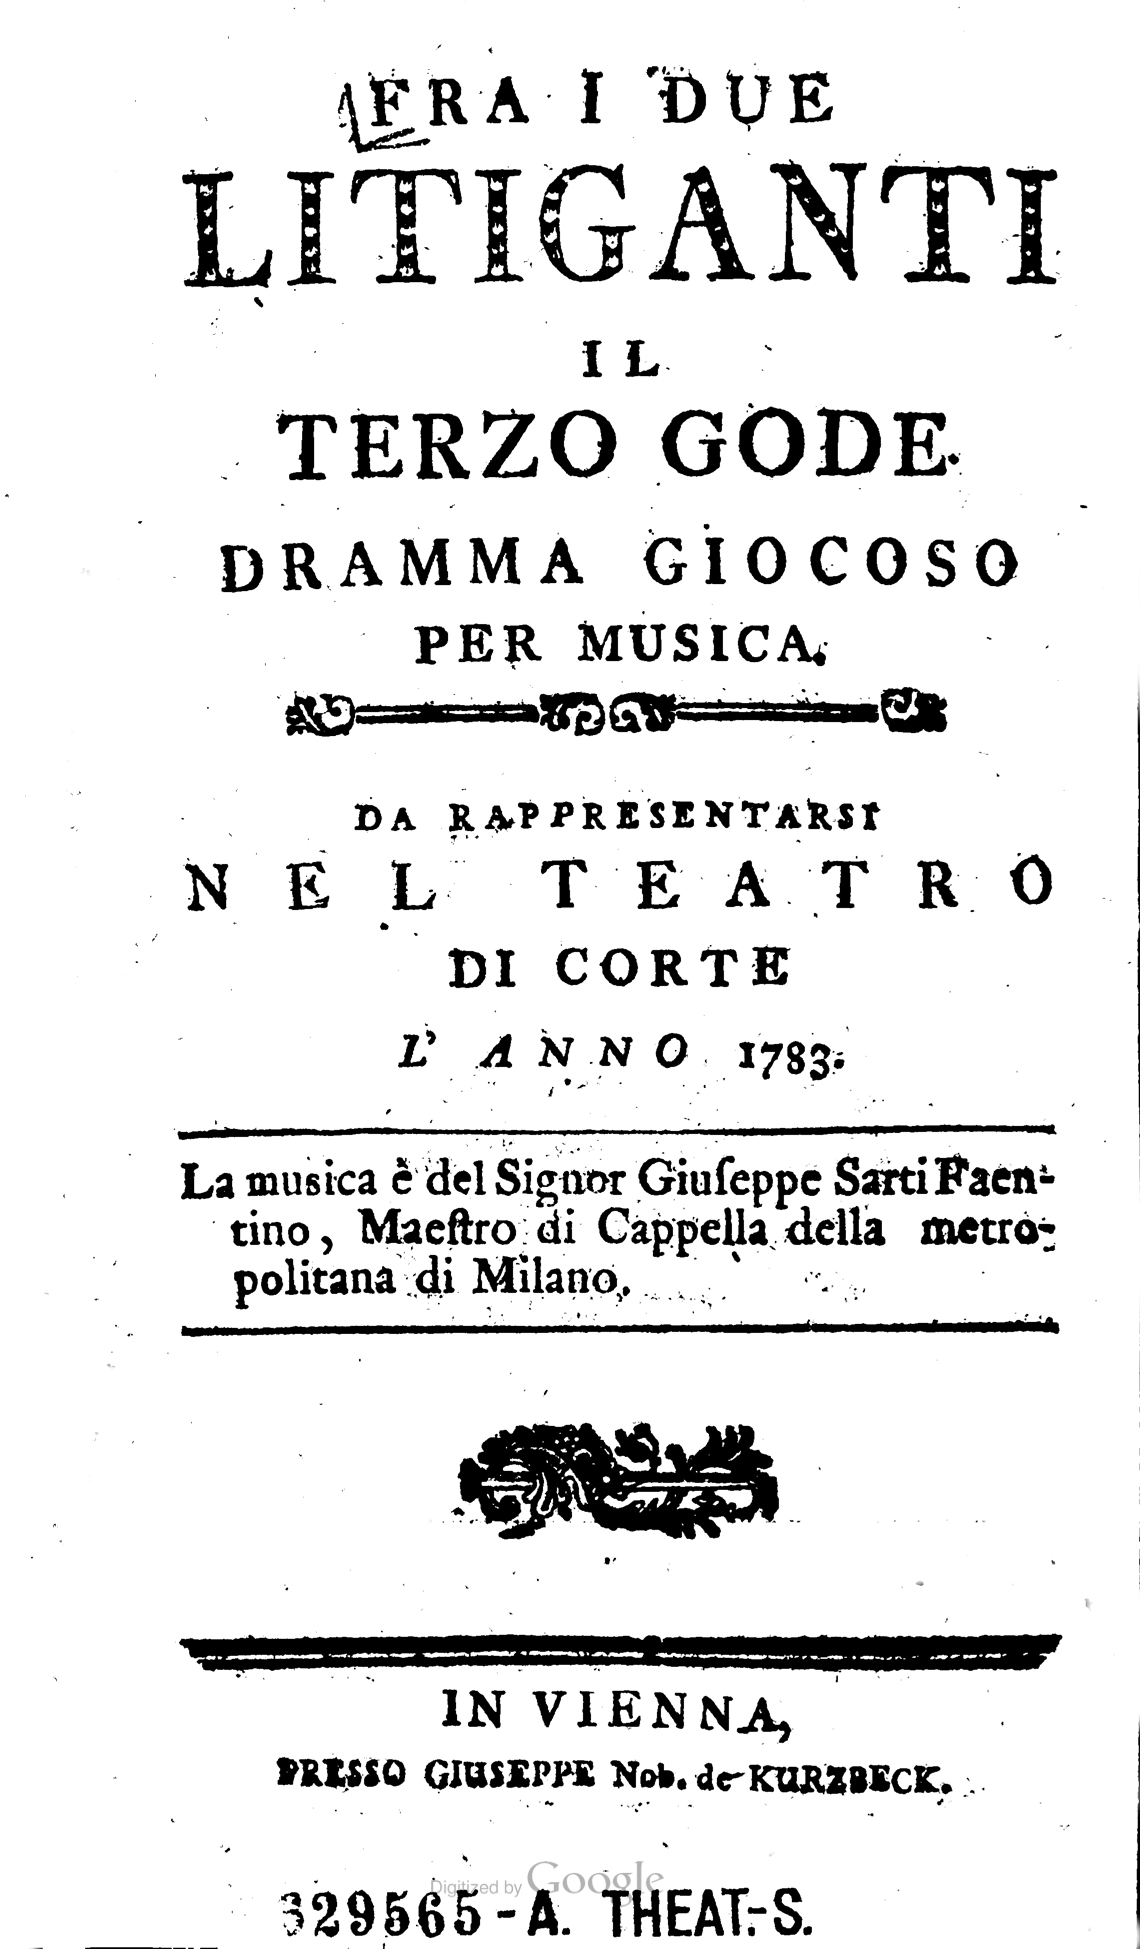 FRA I DUE
LITIGANTI
IL
TERZO GODE.
DRAMMA GIOCOSO
PER MUSICA.
DA RAPPRESENTARSI
NEL TEATRO
DI CORTE
L' ANNO 1783.
La musica è del Signor Giuſeppe Sarti Faen-
tino, Maeſtro di Cappella della metro-
politana di Milano.
IN VIENNA,
PRESSO GIUSEPPE Nob. de KURZBECK.
Digitized by Google
629565-A. THEAT.-S.